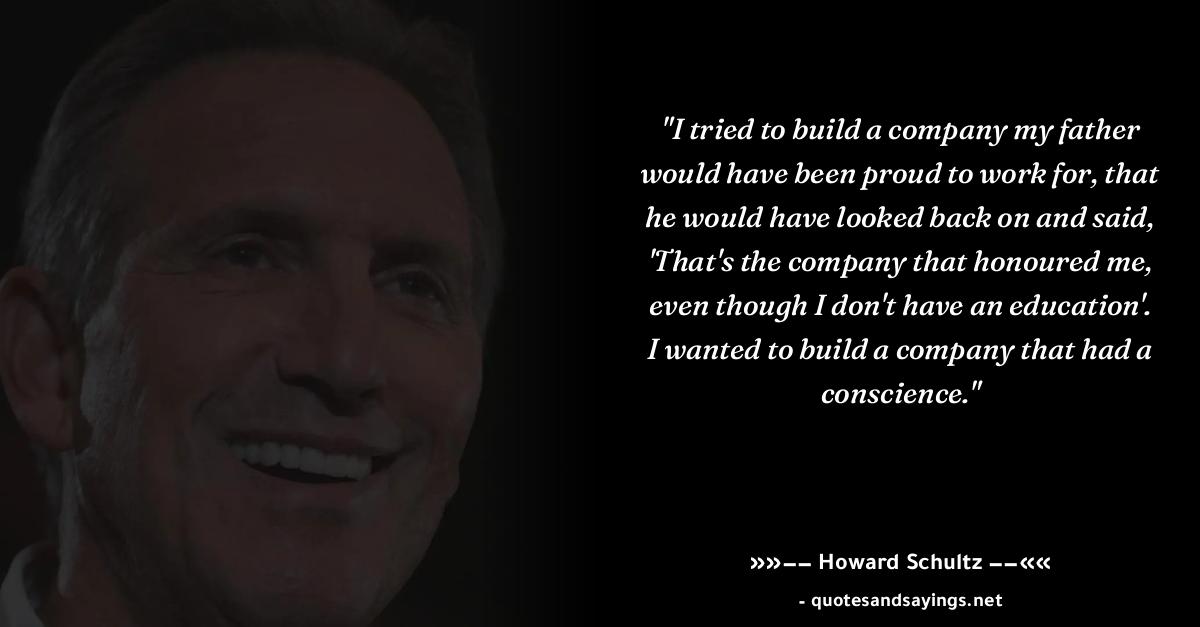 "I tried to build a company my father
would have been proud to work for, that
he would have looked back on and said,
'That's the company that honoured me,
even though I don't have an education'.
I wanted to build a company that had a
conscience."
»»−− Howard Schultz −−««
- quotesandsayings.net